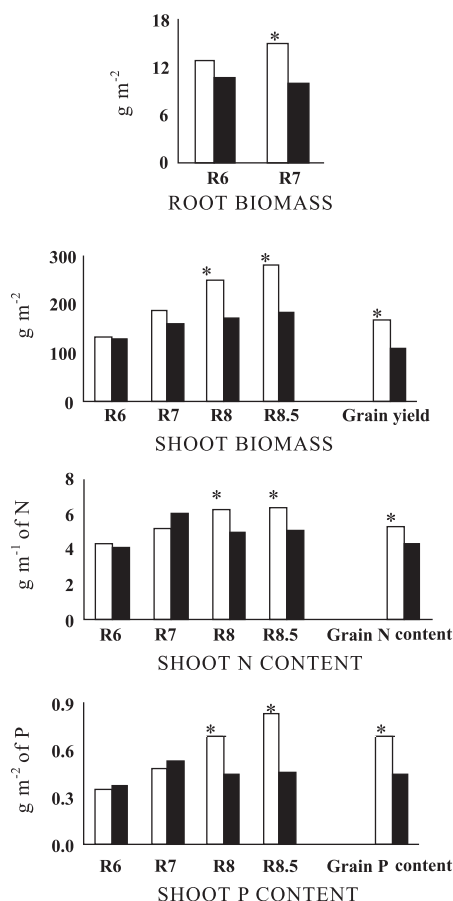 18
*
12
g m-2
6
0
R6 R7
ROOT BIOMASS
300
* *
200
*
g m-2
100
0
R6 R7 R8 R8.5 Grain yield
SHOOT BIOMASS
8
* *
6
*
g m-1 of N
4
2
0
R6 R7 R8 R8.5 Grain N content
SHOOT N CONTENT
0.9
*
* *
0.6
g m-2 of P
0.3
0.0
R6 R7 R8 R8.5 Grain P content
SHOOT P CONTENT